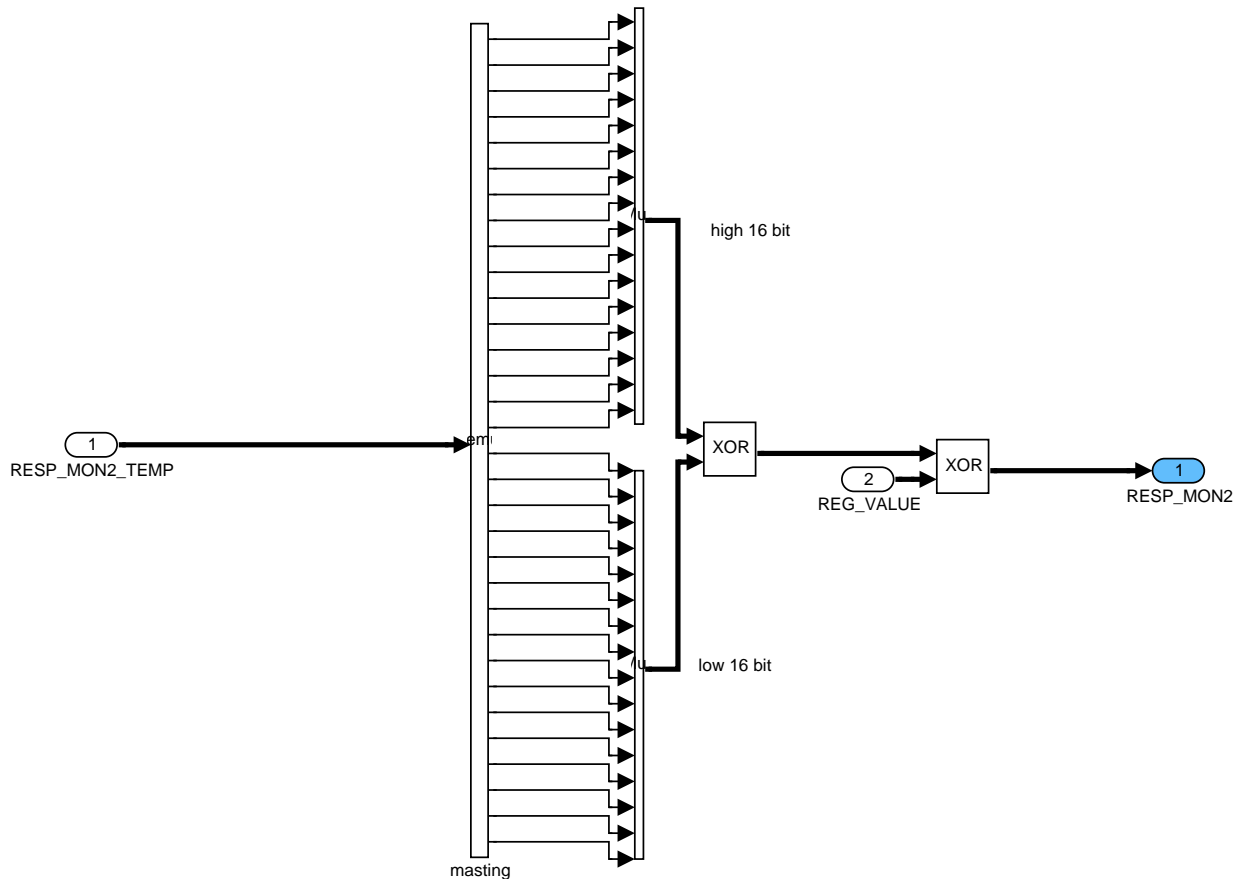 high 16 bit
1
RESP_MON2_TEMP
XOR
XOR
2
REG_VALUE
1
RESP_MON2
low 16 bit
masting